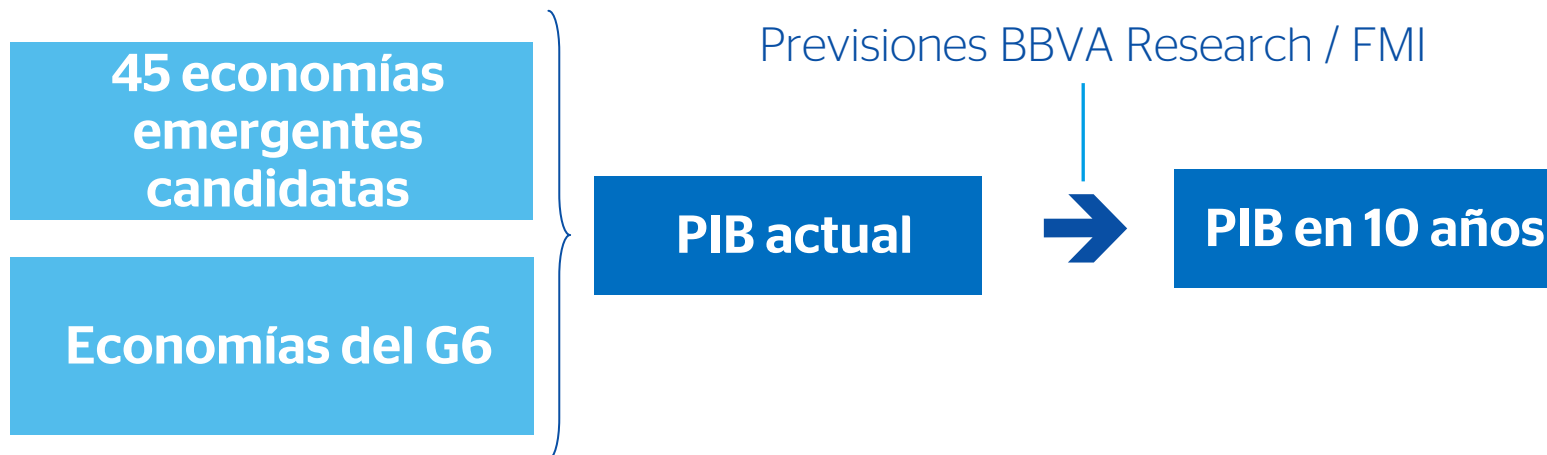 45 economías
emergentes
candidatas
Economías del G6
PIB actual
Previsiones BBVA Research / FMI
PIB en 10 años